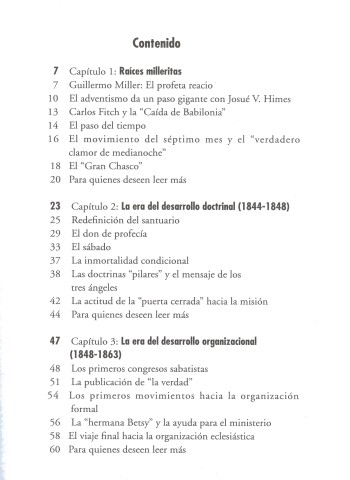 Contenido
7 Capítulo 1: Raíces milleritas
7 Guillermo Miller: El profeta reacio
10 El adventismo da un paso gigante con Josué V. Himes
13 Carlos Fitch y la “Caída de Babilonia”
14 El paso del tiempo
16 El movimiento del séptimo mes y el “verdadero
clamor de medianoche”
18 El “Gran Chasco”
20 Para quienes deseen leer más
23 Capítulo 2: La era del desarrollo doctrinal (1844-1848)
25 Redefinición del santuario
29 El don de profecía
33 El sábado
37 La inmortalidad condicional
38 Las doctrinas “pilares” y el mensaje de los
tres ángeles
42 La actitud de la “puerta cerrada” hacia la misión
44 Para quienes deseen leer más
47 Capítulo 3: La era del desarrollo organizacional
(1848-1863)
48 Los primeros congresos sabatistas
51 La publicación de “la verdad”
54 Los primeros movimientos hacia la organización
formal
56 La “hermana Betsy” y la ayuda para el ministerio
58 El viaje final hacia la organización eclesiástica
60 Para quienes deseen leer más